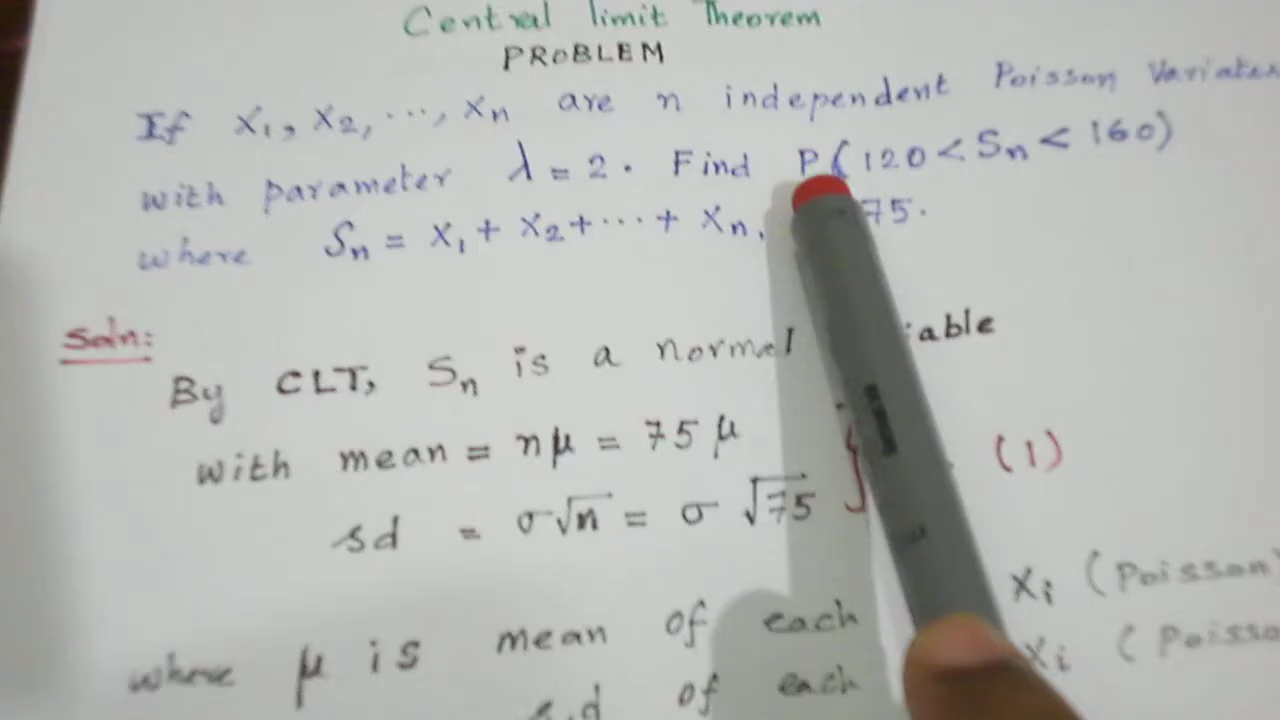 Central limit Theorem
PROBLEM
If X₁, X₂, ..., Xₙ are n independent Poisson Variates
with parameter λ = 2. Find P(120 < Sₙ < 160)
where Sₙ = X₁ + X₂ + ... + Xₙ, 75.
Soln:
By CLT, Sₙ is a normal able
with mean = nμ = 75 μ
sd = σ√n = σ √75 } (1)
where μ is mean of each Xᵢ (Poisson)
s.d of each Xᵢ (Poisso